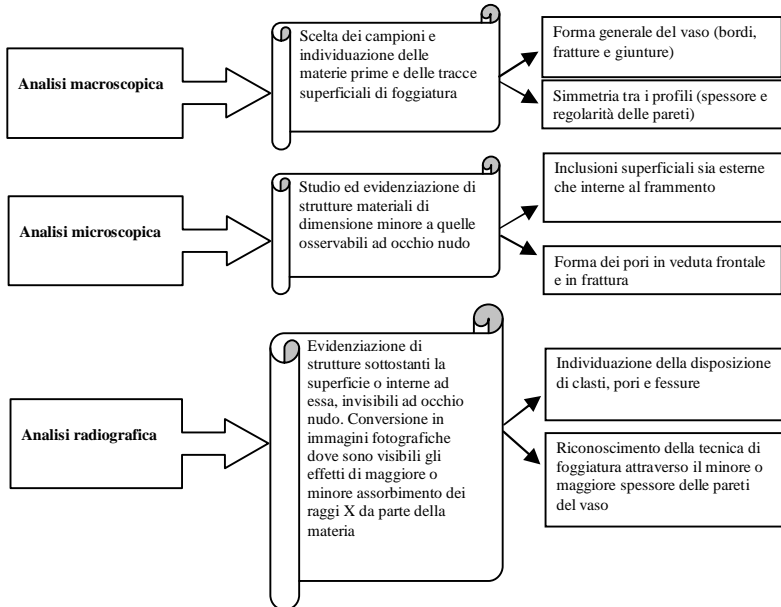 Analisi macroscopica
Scelta dei campioni e
individuazione delle
materie prime e delle tracce
superficiali di foggiatura
Forma generale del vaso (bordi,
fratture e giunture)
Simmetria tra i profili (spessore e
regolarità delle pareti)
Analisi microscopica
Studio ed evidenziazione di
strutture materiali di
dimensione minore a quelle
osservabili ad occhio nudo
Inclusioni superficiali sia esterne
che interne al frammento
Forma dei pori in veduta frontale
e in frattura
Analisi radiografica
Evidenziazione di
strutture sottostanti la
superficie o interne ad
essa, invisibili ad occhio
nudo. Conversione in
immagini fotografiche
dove sono visibili gli
effetti di maggiore o
minore assorbimento dei
raggi X da parte della
materia
Individuazione della disposizione
di clasti, pori e fessure
Riconoscimento della tecnica di
foggiatura attraverso il minore o
maggiore spessore delle pareti
del vaso